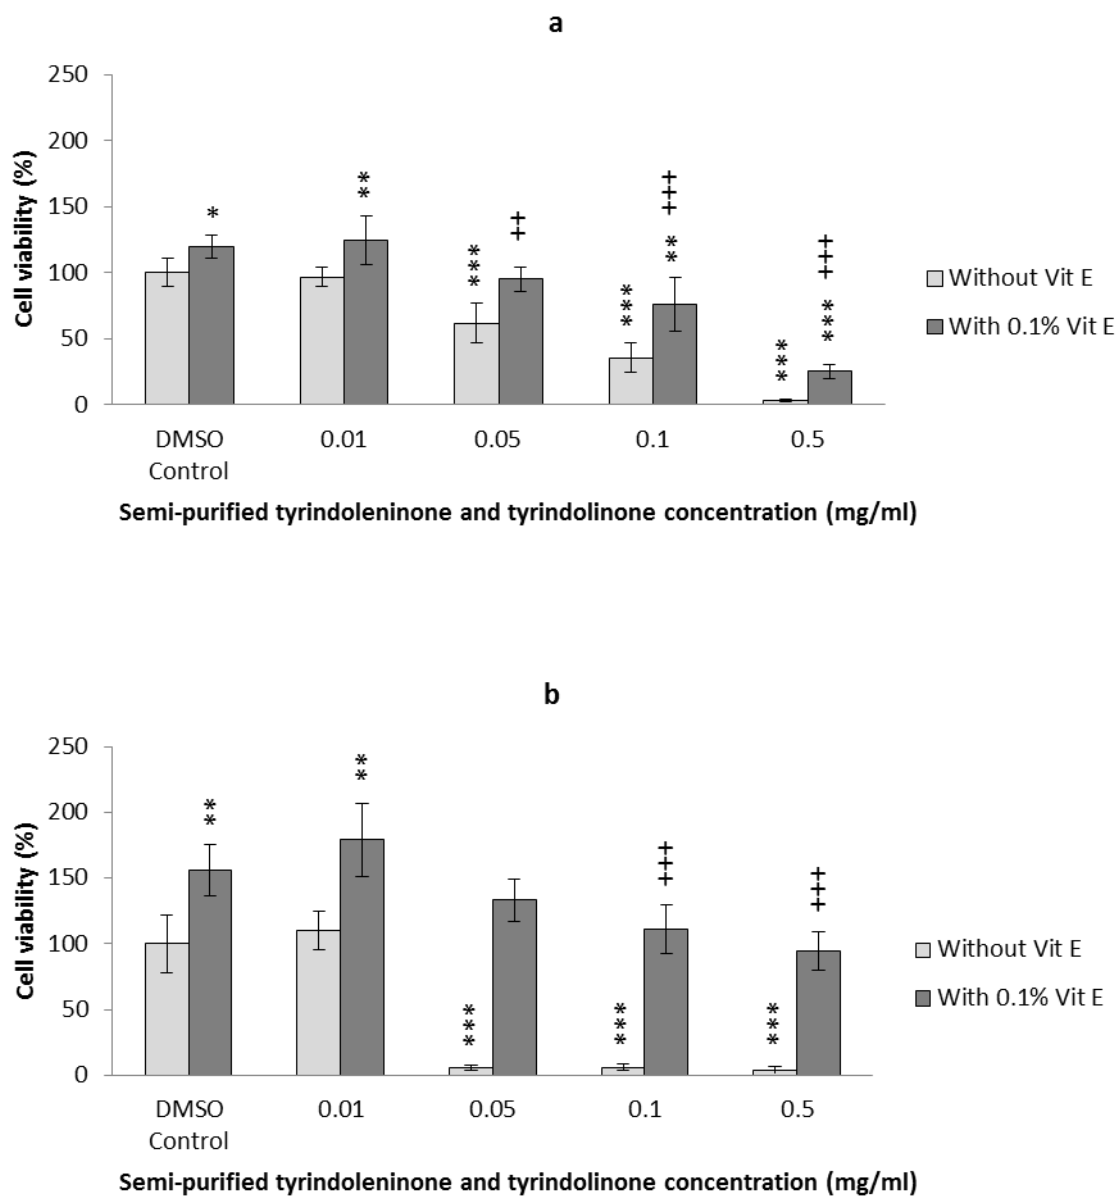 a
250
200
150
100
50
0
Cell viability (%)
*
**
***
++
***
+++ **
***
+++ ***
Without Vit E
With 0.1% Vit E
DMSO Control
0.01
0.05
0.1
0.5
Semi-purified tyrindoleninone and tyrindolinone concentration (mg/ml)
b
250
200
150
100
50
0
Cell viability (%)
**
**
***
***
+++
***
+++
Without Vit E
With 0.1% Vit E
DMSO Control
0.01
0.05
0.1
0.5
Semi-purified tyrindoleninone and tyrindolinone concentration (mg/ml)